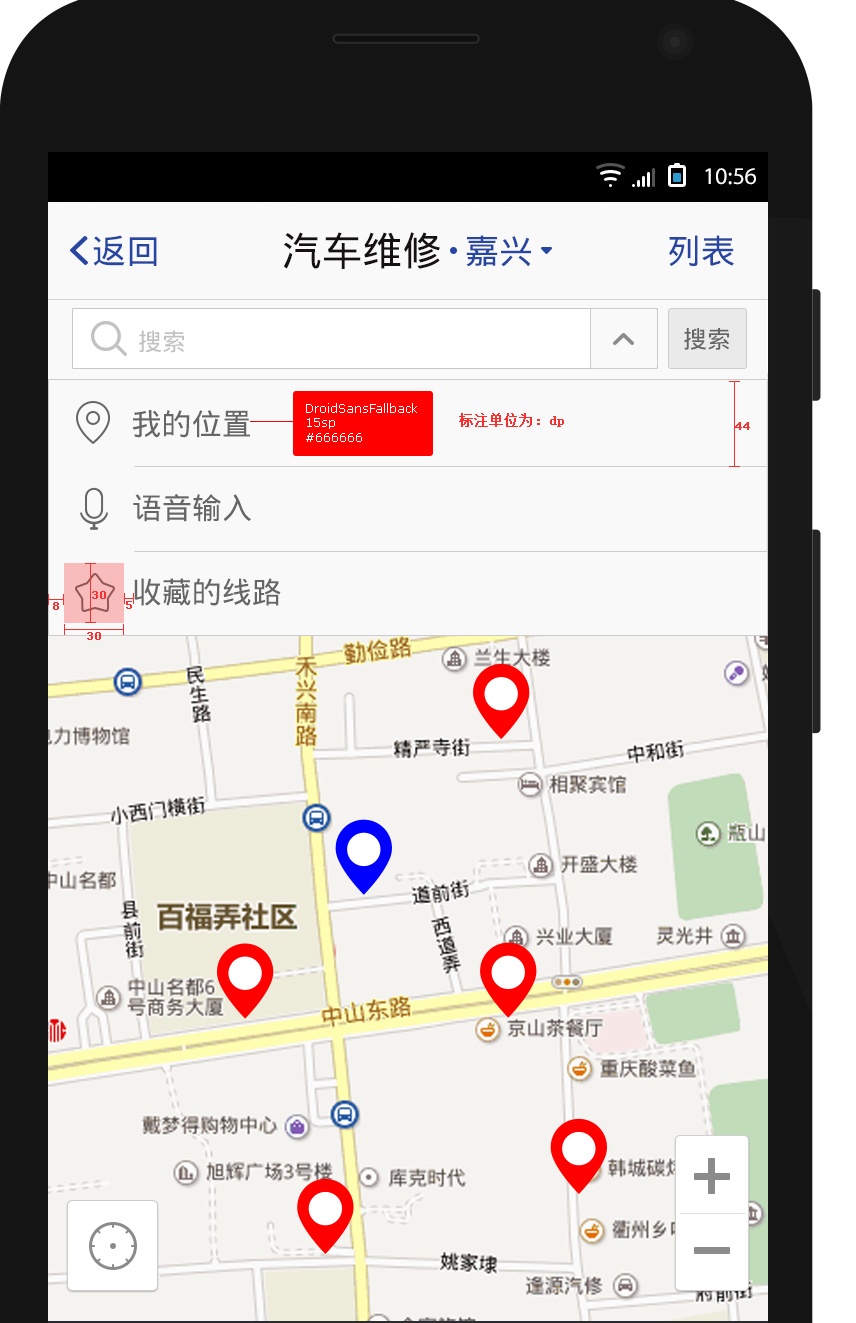 10:56
返回
汽车维修·嘉兴
列表
搜索
搜索
我的位置
DroidSansFallback
15sp
#666666
标注单位为：dp
44
语音输入
收藏的线路
30
8
5
30
勤俭路
兰生大楼
民生路
禾兴南路
力博物馆
精严寺街
中和街
相聚宾馆
小西门横街
瓶山
开盛大楼
中山名都
道前街
县前街
百福弄社区
西道弄
兴业大厦
灵光井
中山名都6
号商务大厦
中山东路
京山茶餐厅
重庆酸菜鱼
戴梦得购物中心
旭辉广场3号楼
库克时代
韩城碳
衢州乡
姚家埭
逢源汽修
府前街